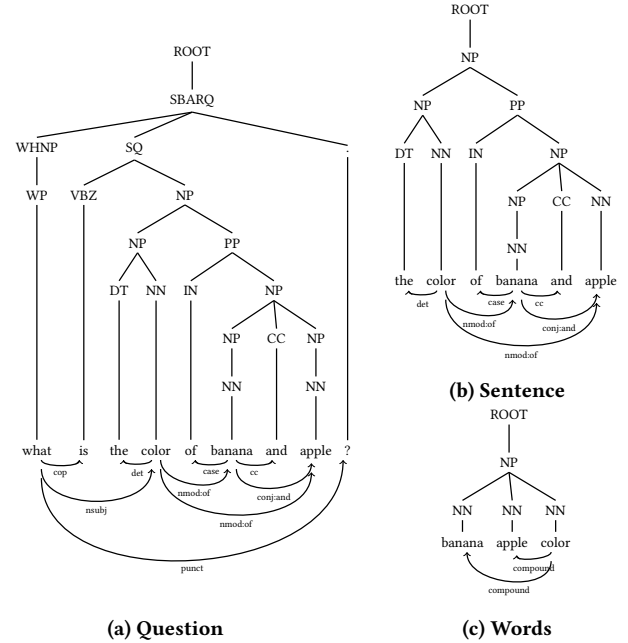 ROOT
SBARQ
WHNP SQ .
WP VBZ NP
NP PP
DT NN IN NP
NP CC NP
NN NN
what is the color of banana and apple ?
cop det case cc
nmod:of conj:and
nsubj nmod:of
punct
(a) Question
ROOT
NP
NP PP
DT NN IN NP
NP CC NN
NN
the color of banana and apple
det case cc
nmod:of conj:and
nmod:of
(b) Sentence
ROOT
NP
NN NN NN
banana apple color
compound
compound
(c) Words